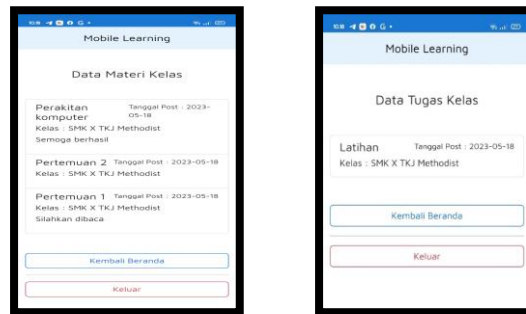 Mobile Learning
Data Materi Kelas
Perakitan komputer
Tanggal Post : 2023-05-18
Kelas : SMK X TKJ Methodist
Semoga berhasil
Pertemuan 2 Tanggal Post : 2023-05-18
Kelas : SMK X TKJ Methodist
Pertemuan 1 Tanggal Post : 2023-05-18
Kelas : SMK X TKJ Methodist
Silahkan dibaca
Kembali Beranda
Keluar
Mobile Learning
Data Tugas Kelas
Latihan Tanggal Post : 2023-05-18
Kelas : SMK X TKJ Methodist
Kembali Beranda
Keluar